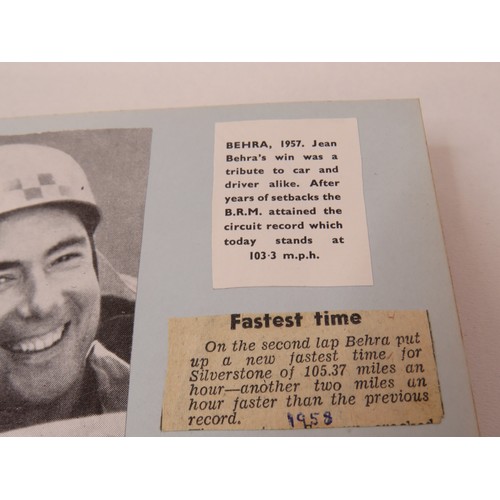 BEHRA, 1957. Jean
Behra's win was a
tribute to car and
driver alike. After
years of setbacks the
B.R.M. attained the
circuit record which
today stands at
103·3 m.p.h.
Fastest time
On the second lap Behra put
up a new fastest time for
Silverstone of 105.37 miles
an hour—another two miles an
hour faster than the previous
record.
1958